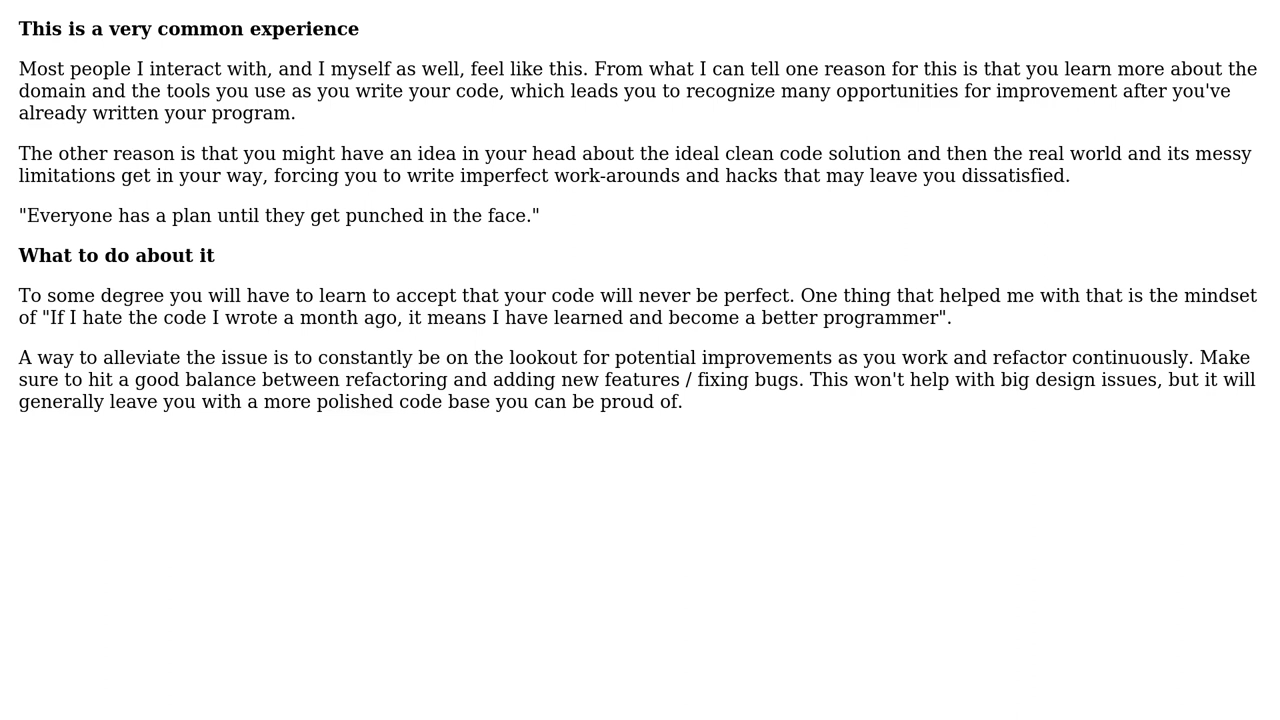 This is a very common experience
Most people I interact with, and I myself as well, feel like this. From what I can tell one reason for this is that you learn more about the
domain and the tools you use as you write your code, which leads you to recognize many opportunities for improvement after you've
already written your program.
The other reason is that you might have an idea in your head about the ideal clean code solution and then the real world and its messy
limitations get in your way, forcing you to write imperfect work-arounds and hacks that may leave you dissatisfied.
"Everyone has a plan until they get punched in the face."
What to do about it
To some degree you will have to learn to accept that your code will never be perfect. One thing that helped me with that is the mindset
of "If I hate the code I wrote a month ago, it means I have learned and become a better programmer".
A way to alleviate the issue is to constantly be on the lookout for potential improvements as you work and refactor continuously. Make
sure to hit a good balance between refactoring and adding new features / fixing bugs. This won't help with big design issues, but it will
generally leave you with a more polished code base you can be proud of.